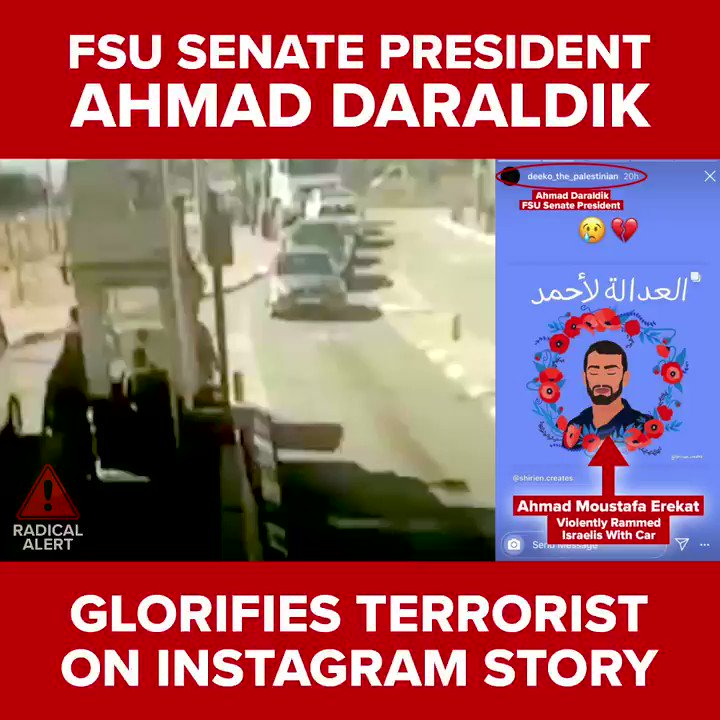 FSU SENATE PRESIDENT
AHMAD DARALDIK
deeko_the_palestinian 20h
Ahmad Daraldik
FSU Senate President
العدالة لأحمد
@shirien.creates
Ahmad Moustafa Erekat
Violently Rammed
Israelis With Car
Send Message
RADICAL
ALERT
GLORIFIES TERRORIST
ON INSTAGRAM STORY